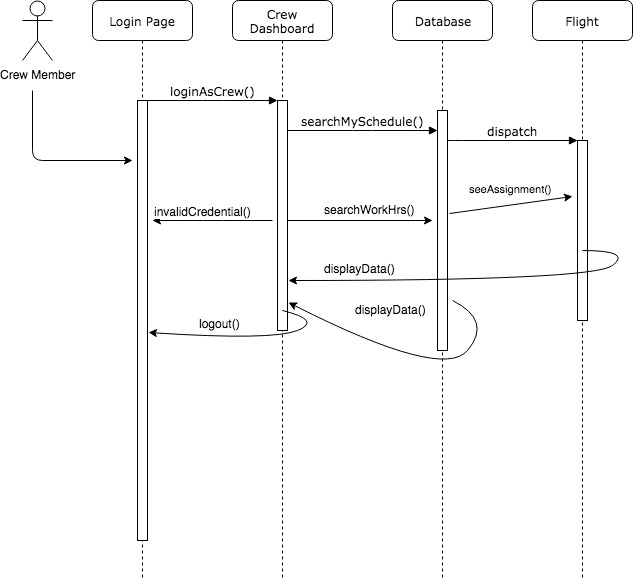 Login Page
Crew
Dashboard
Database
Flight
Crew Member
loginAsCrew()
searchMySchedule()
dispatch
seeAssignment()
invalidCredential()
searchWorkHrs()
displayData()
displayData()
logout()